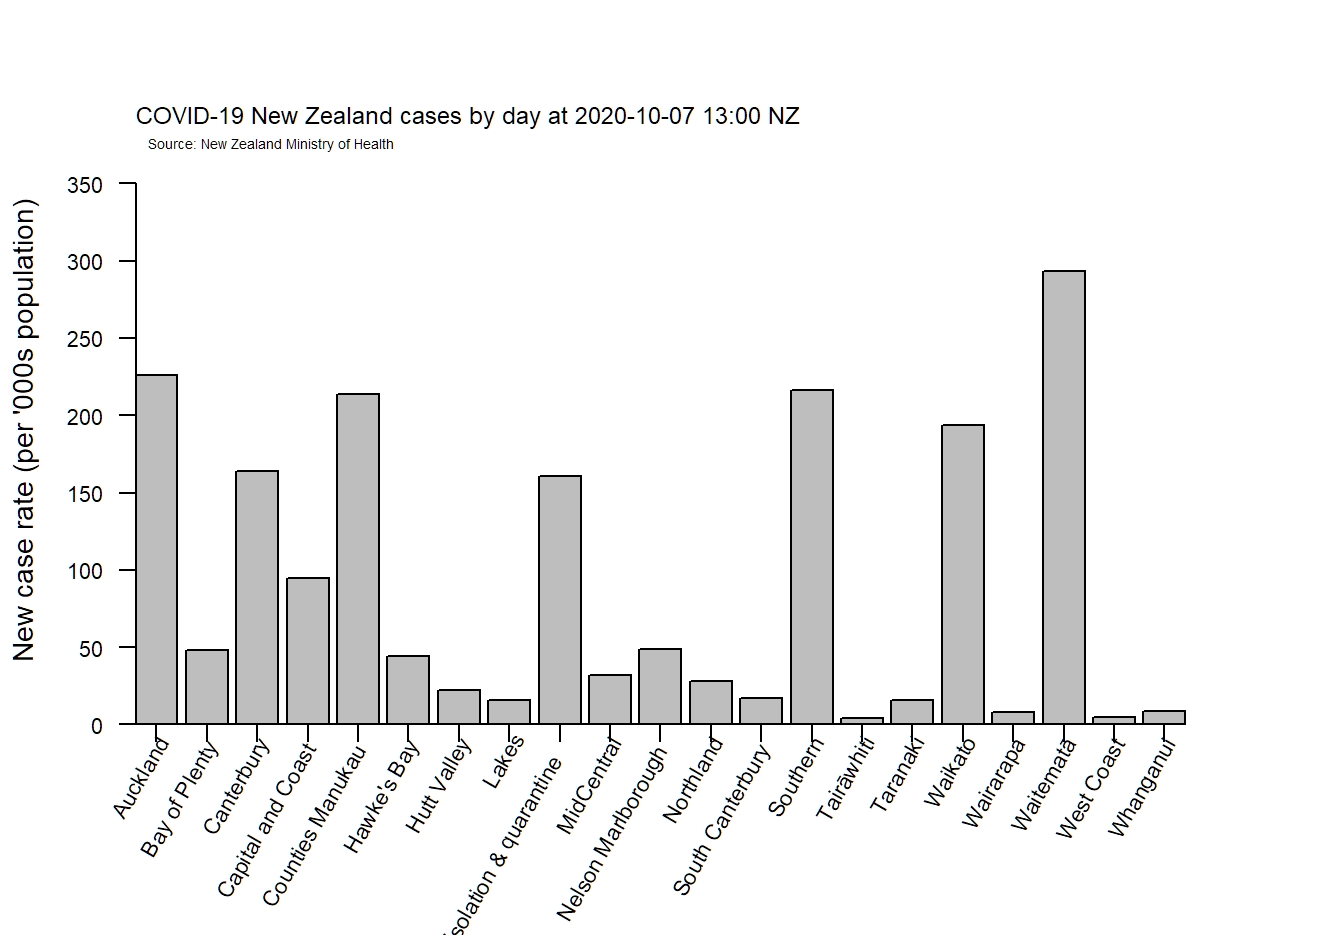 COVID-19 New Zealand cases by day at 2020-10-07 13:00 NZ
Source: New Zealand Ministry of Health
New case rate (per '000s population)
350
300
250
200
150
100
50
0
Auckland
Bay of Plenty
Canterbury
Capital and Coast
Counties Manukau
Hawke's Bay
Hutt Valley
Lakes
solation & quarantine
MidCentral
Nelson Marlborough
Northland
South Canterbury
Southern
Tairāwhiti
Taranaki
Waikato
Wairarapa
Waitematā
West Coast
Whanganui